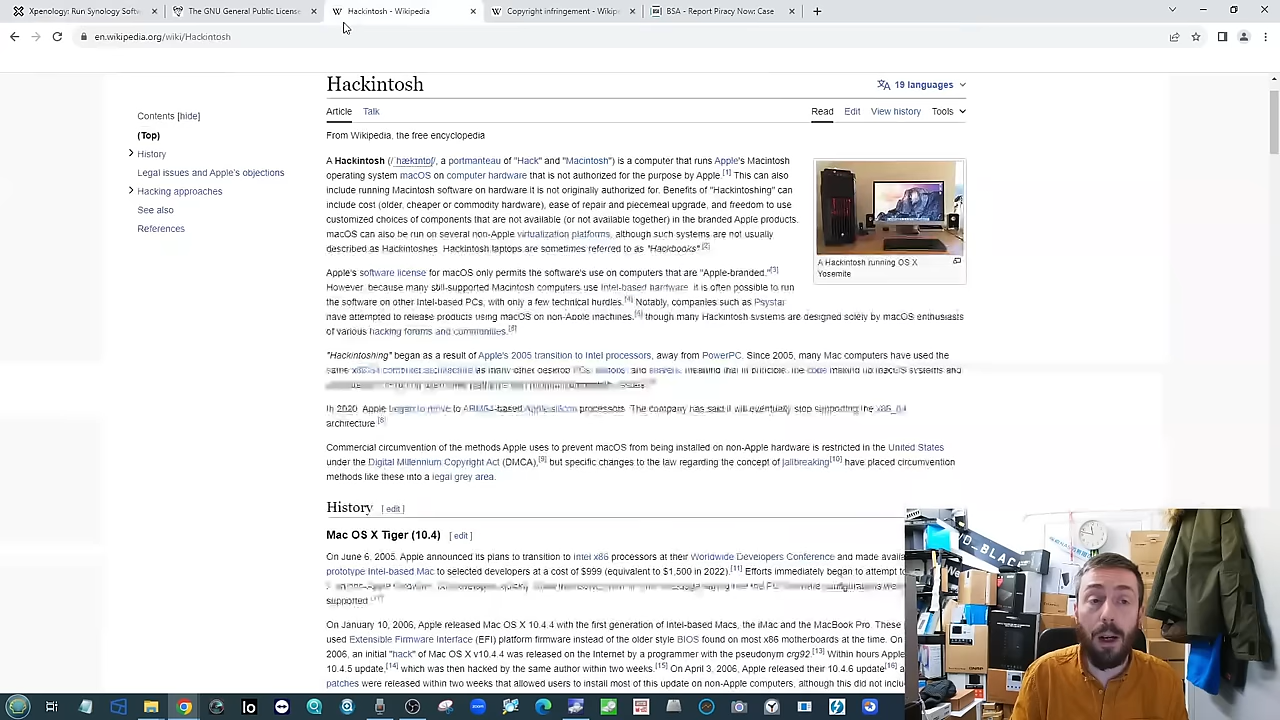 Xpenology: Run Synology Softw
The GNU General Public License
Hackintosh - Wikipedia
Copyright infringement - Wikip
BSA - Report Piracy Now: Case
en.wikipedia.org/wiki/Hackintosh
Hackintosh
19 languages
Article Talk Read Edit View history Tools
Contents [hide]
(Top)
History
Legal issues and Apple's objections
Hacking approaches
See also
References
From Wikipedia, the free encyclopedia
A Hackintosh (/ˈhækɪntɒʃ/, a portmanteau of "Hack" and "Macintosh") is a computer that runs Apple's Macintosh
operating system macOS on computer hardware that is not authorized for the purpose by Apple.[1] This can also
include running Macintosh software on hardware it is not originally authorized for. Benefits of "Hackintoshing" can
include cost (older, cheaper or commodity hardware), ease of repair and piecemeal upgrade, and freedom to use
customized choices of components that are not available (or not available together) in the branded Apple products.
macOS can also be run on several non-Apple virtualization platforms, although such systems are not usually
described as Hackintoshes. Hackintosh laptops are sometimes referred to as "Hackbooks".[2]
A Hackintosh running OS X
Yosemite
Apple's software license for macOS only permits the software's use on computers that are "Apple-branded."[3]
However, because many still-supported Macintosh computers use Intel-based hardware, it is often possible to run
the software on other Intel-based PCs, with only a few technical hurdles.[4] Notably, companies such as Psystar
have attempted to release products using macOS on non-Apple machines, though many Hackintosh systems are designed solely by macOS enthusiasts
of various hacking forums and communities.
"Hackintoshing" began as a result of Apple's 2005 transition to Intel processors, away from PowerPC. Since 2005, many Mac computers have used the
same x86-64 computer architecture as many other desktop PCs, laptops, and servers, meaning that in principle, the code making up macOS systems and
In 2020, Apple began to move to ARM64-based Apple silicon processors. The company has said it will eventually stop supporting the x86_64
architecture.
Commercial circumvention of the methods Apple uses to prevent macOS from being installed on non-Apple hardware is restricted in the United States
under the Digital Millennium Copyright Act (DMCA),[9] but specific changes to the law regarding the concept of jailbreaking[10] have placed circumvention
methods like these into a legal grey area.
History [ edit ]
Mac OS X Tiger (10.4) [ edit ]
On June 6, 2005, Apple announced its plans to transition to Intel x86 processors at their Worldwide Developers Conference and made availa
prototype Intel-based Mac to selected developers at a cost of $999 (equivalent to $1,500 in 2022).[11] Efforts immediately began to attempt to
supported.
On January 10, 2006, Apple released Mac OS X 10.4.4 with the first generation of Intel-based Macs, the iMac and the MacBook Pro. These
used Extensible Firmware Interface (EFI) platform firmware instead of the older style BIOS found on most x86 motherboards at the time. On
2006, an initial "hack" of Mac OS X v10.4.4 was released on the Internet by a programmer with the pseudonym crg92.[13] Within hours Apple
10.4.5 update,[14] which was then hacked by the same author within two weeks.[15] On April 3, 2006, Apple released their 10.4.6 update[16] a
patches were released within two weeks that allowed users to install most of this update on non-Apple computers, although this did not inclu
D_BLAC